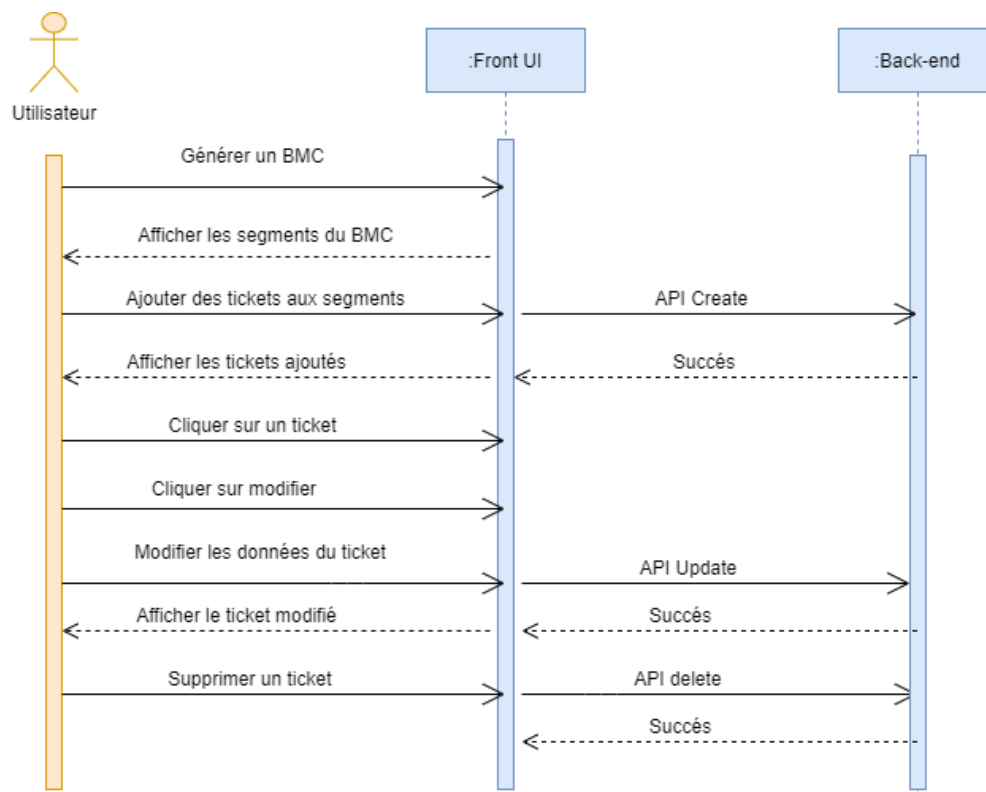 :Front UI
:Back-end
Utilisateur
Générer un BMC
Afficher les segments du BMC
Ajouter des tickets aux segments
API Create
Afficher les tickets ajoutés
Succés
Cliquer sur un ticket
Cliquer sur modifier
Modifier les données du ticket
API Update
Afficher le ticket modifié
Succés
Supprimer un ticket
API delete
Succés